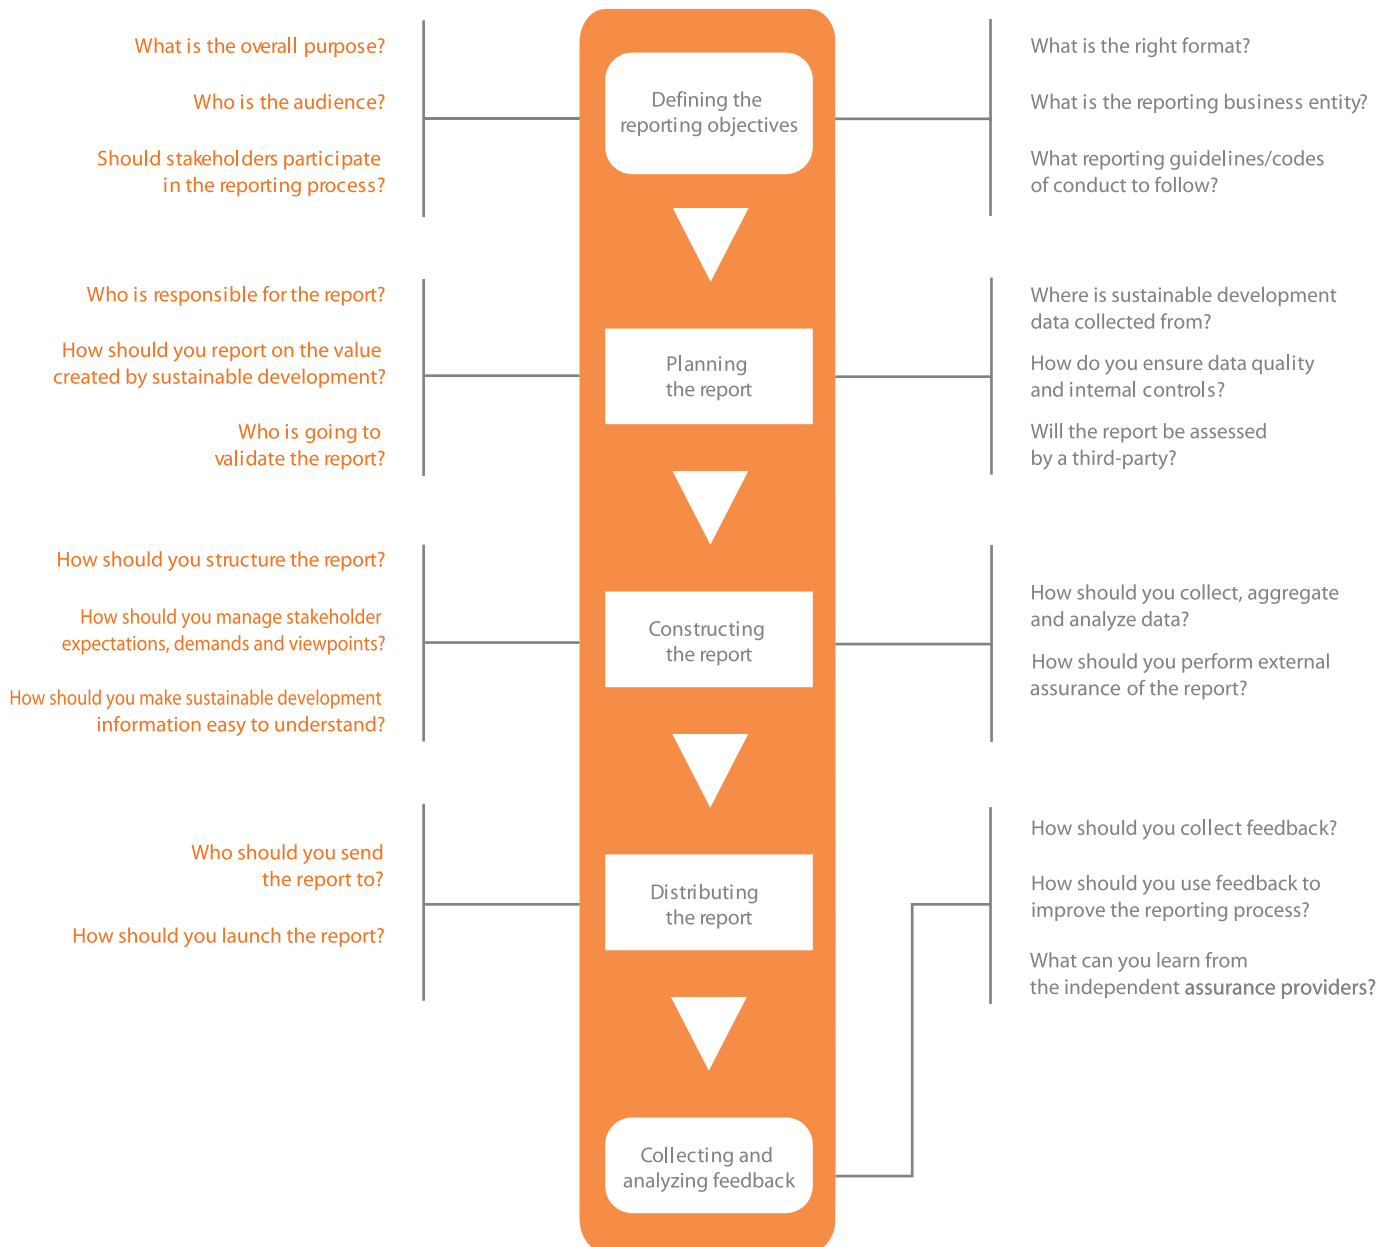 What is the overall purpose?
Who is the audience?
Should stakeholders participate
in the reporting process?
Defining the
reporting objectives
What is the right format?
What is the reporting business entity?
What reporting guidelines/codes
of conduct to follow?
Who is responsible for the report?
How should you report on the value
created by sustainable development?
Who is going to
validate the report?
Planning
the report
Where is sustainable development
data collected from?
How do you ensure data quality
and internal controls?
Will the report be assessed
by a third-party?
How should you structure the report?
How should you manage stakeholder
expectations, demands and viewpoints?
How should you make sustainable development
information easy to understand?
Constructing
the report
How should you collect, aggregate
and analyze data?
How should you perform external
assurance of the report?
Who should you send
the report to?
How should you launch the report?
Distributing
the report
How should you collect feedback?
How should you use feedback to
improve the reporting process?
What can you learn from
the independent assurance providers?
Collecting and
analyzing feedback